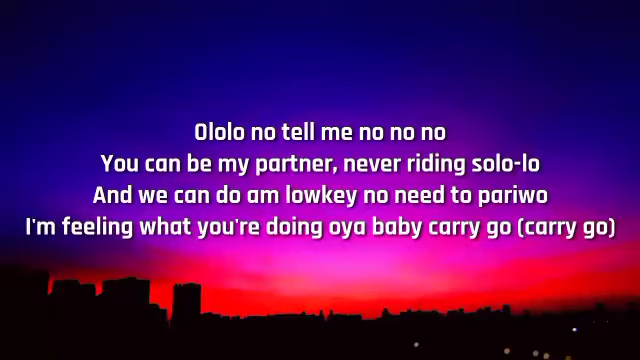 Ololo no tell me no no no
You can be my partner, never riding solo-lo
And we can do am lowkey no need to pariwo
I'm feeling what you're doing oya baby carry go (carry go)